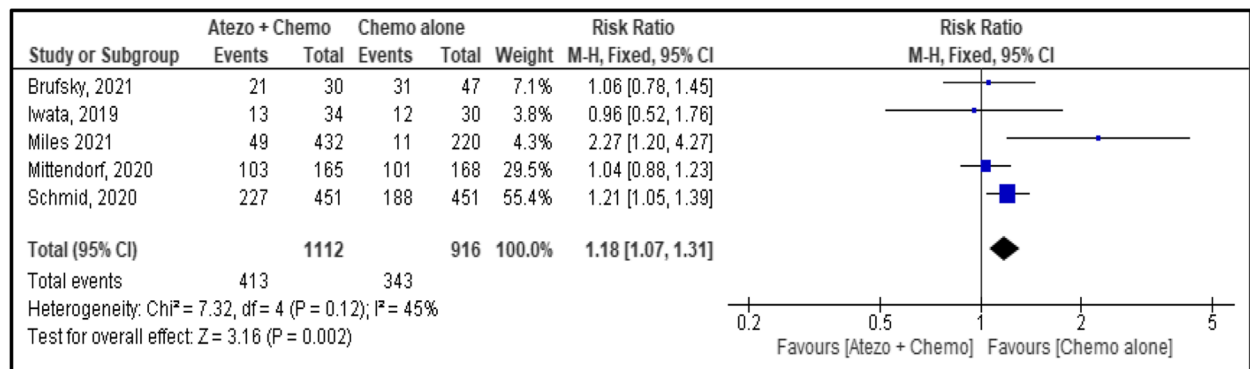 Atezo + Chemo Chemo alone Risk Ratio Risk Ratio
Study or Subgroup Events Total Events Total Weight M-H, Fixed, 95% CI M-H, Fixed, 95% CI
Brufsky, 2021 21 30 31 47 7.1% 1.06 [0.78, 1.45]
Iwata, 2019 13 34 12 30 3.8% 0.96 [0.52, 1.76]
Miles 2021 49 432 11 220 4.3% 2.27 [1.20, 4.27]
Mittendorf, 2020 103 165 101 168 29.5% 1.04 [0.88, 1.23]
Schmid, 2020 227 451 188 451 55.4% 1.21 [1.05, 1.39]
Total (95% CI) 1112 916 100.0% 1.18 [1.07, 1.31]
Total events 413 343
Heterogeneity: Chi² = 7.32, df = 4 (P = 0.12); I² = 45%
Test for overall effect: Z = 3.16 (P = 0.002)
0.2 0.5 1 2 5
Favours [Atezo + Chemo] Favours [Chemo alone]